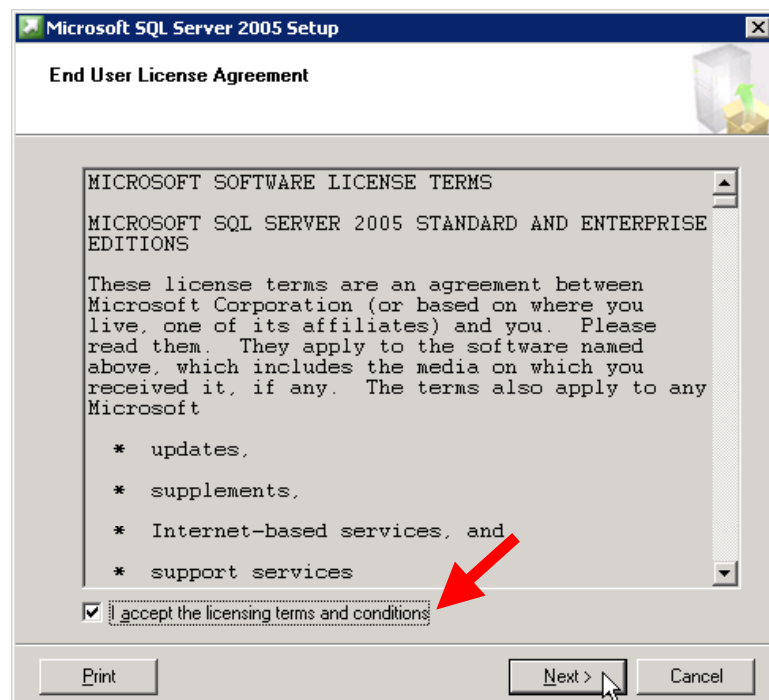 Microsoft SQL Server 2005 Setup
End User License Agreement
MICROSOFT SOFTWARE LICENSE TERMS
MICROSOFT SQL SERVER 2005 STANDARD AND ENTERPRISE
EDITIONS
These license terms are an agreement between
Microsoft Corporation (or based on where you
live, one of its affiliates) and you.  Please
read them.  They apply to the software named
above, which includes the media on which you
received it, if any.  The terms also apply to any
Microsoft
*  updates,
*  supplements,
*  Internet-based services, and
*  support services
I accept the licensing terms and conditions
Print
Next >
Cancel